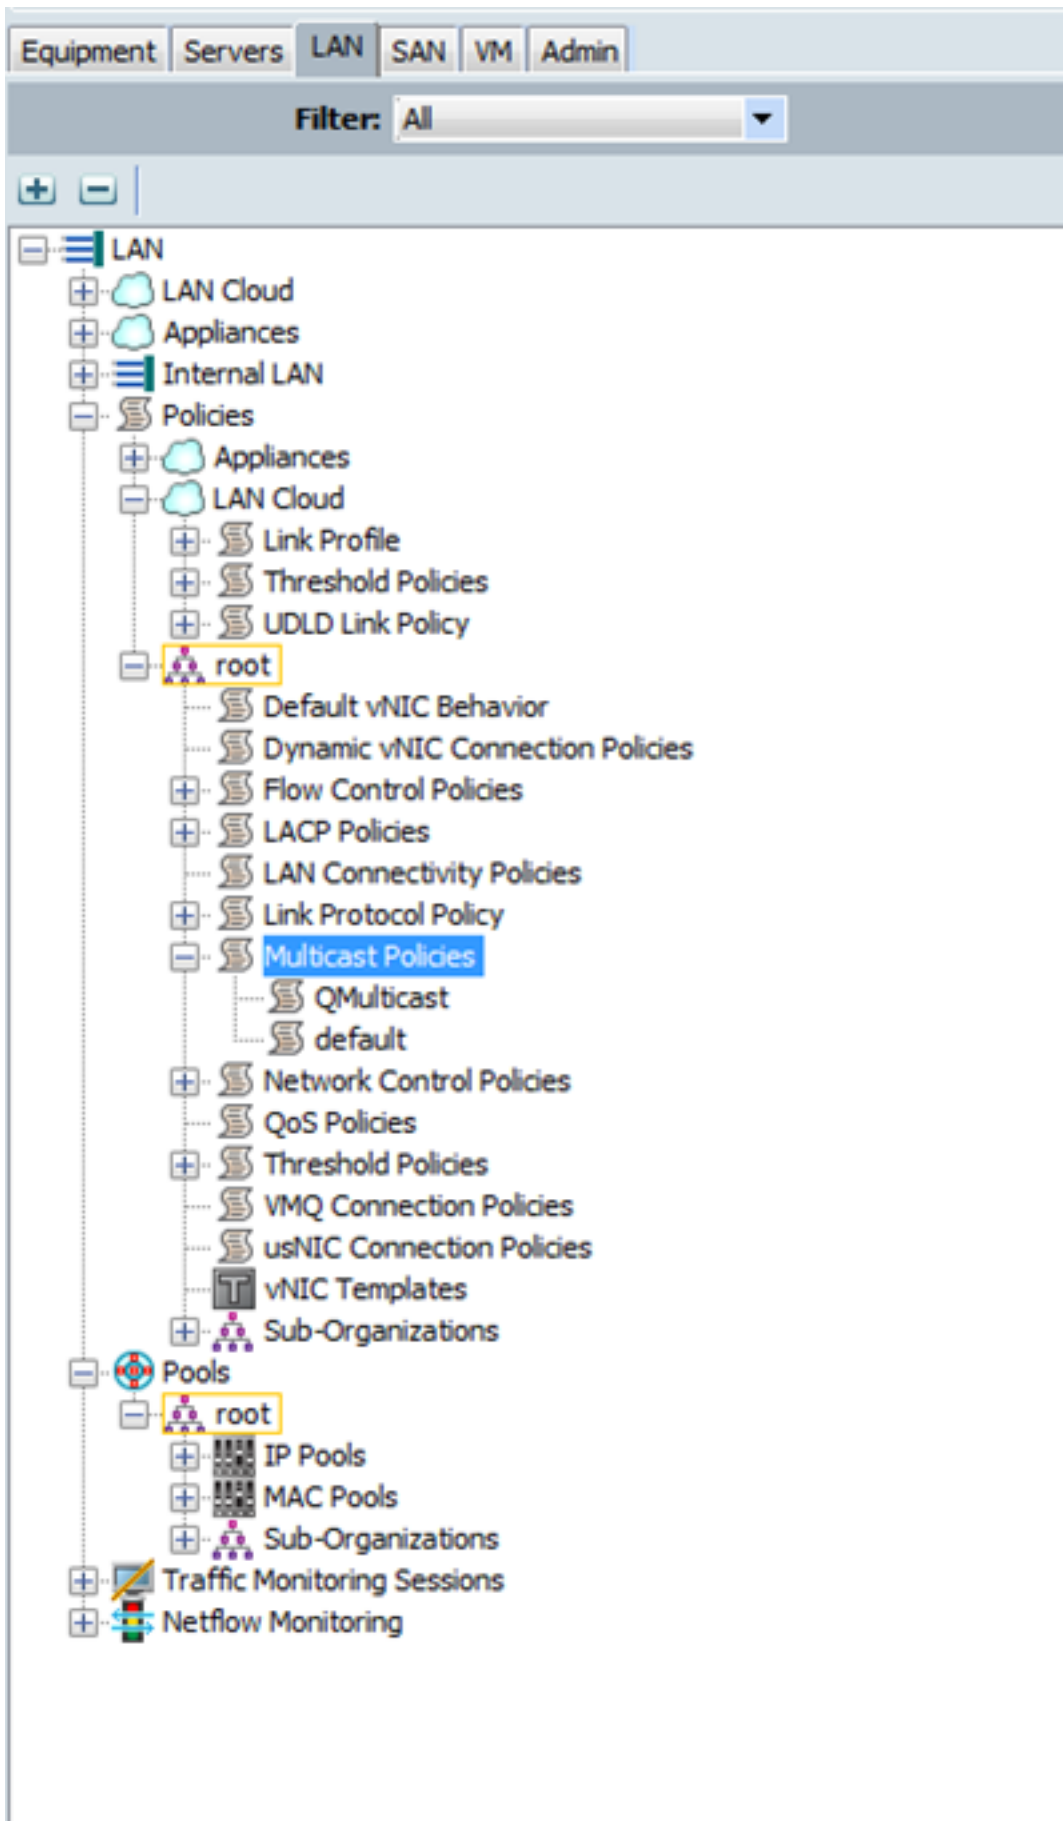 Equipment Servers LAN SAN VM Admin
Filter: All
LAN
LAN Cloud
Appliances
Internal LAN
Policies
Appliances
LAN Cloud
Link Profile
Threshold Policies
UDLD Link Policy
root
Default vNIC Behavior
Dynamic vNIC Connection Policies
Flow Control Policies
LACP Policies
LAN Connectivity Policies
Link Protocol Policy
Multicast Policies
QMulticast
default
Network Control Policies
QoS Policies
Threshold Policies
VMQ Connection Policies
usNIC Connection Policies
vNIC Templates
Sub-Organizations
Pools
root
IP Pools
MAC Pools
Sub-Organizations
Traffic Monitoring Sessions
Netflow Monitoring